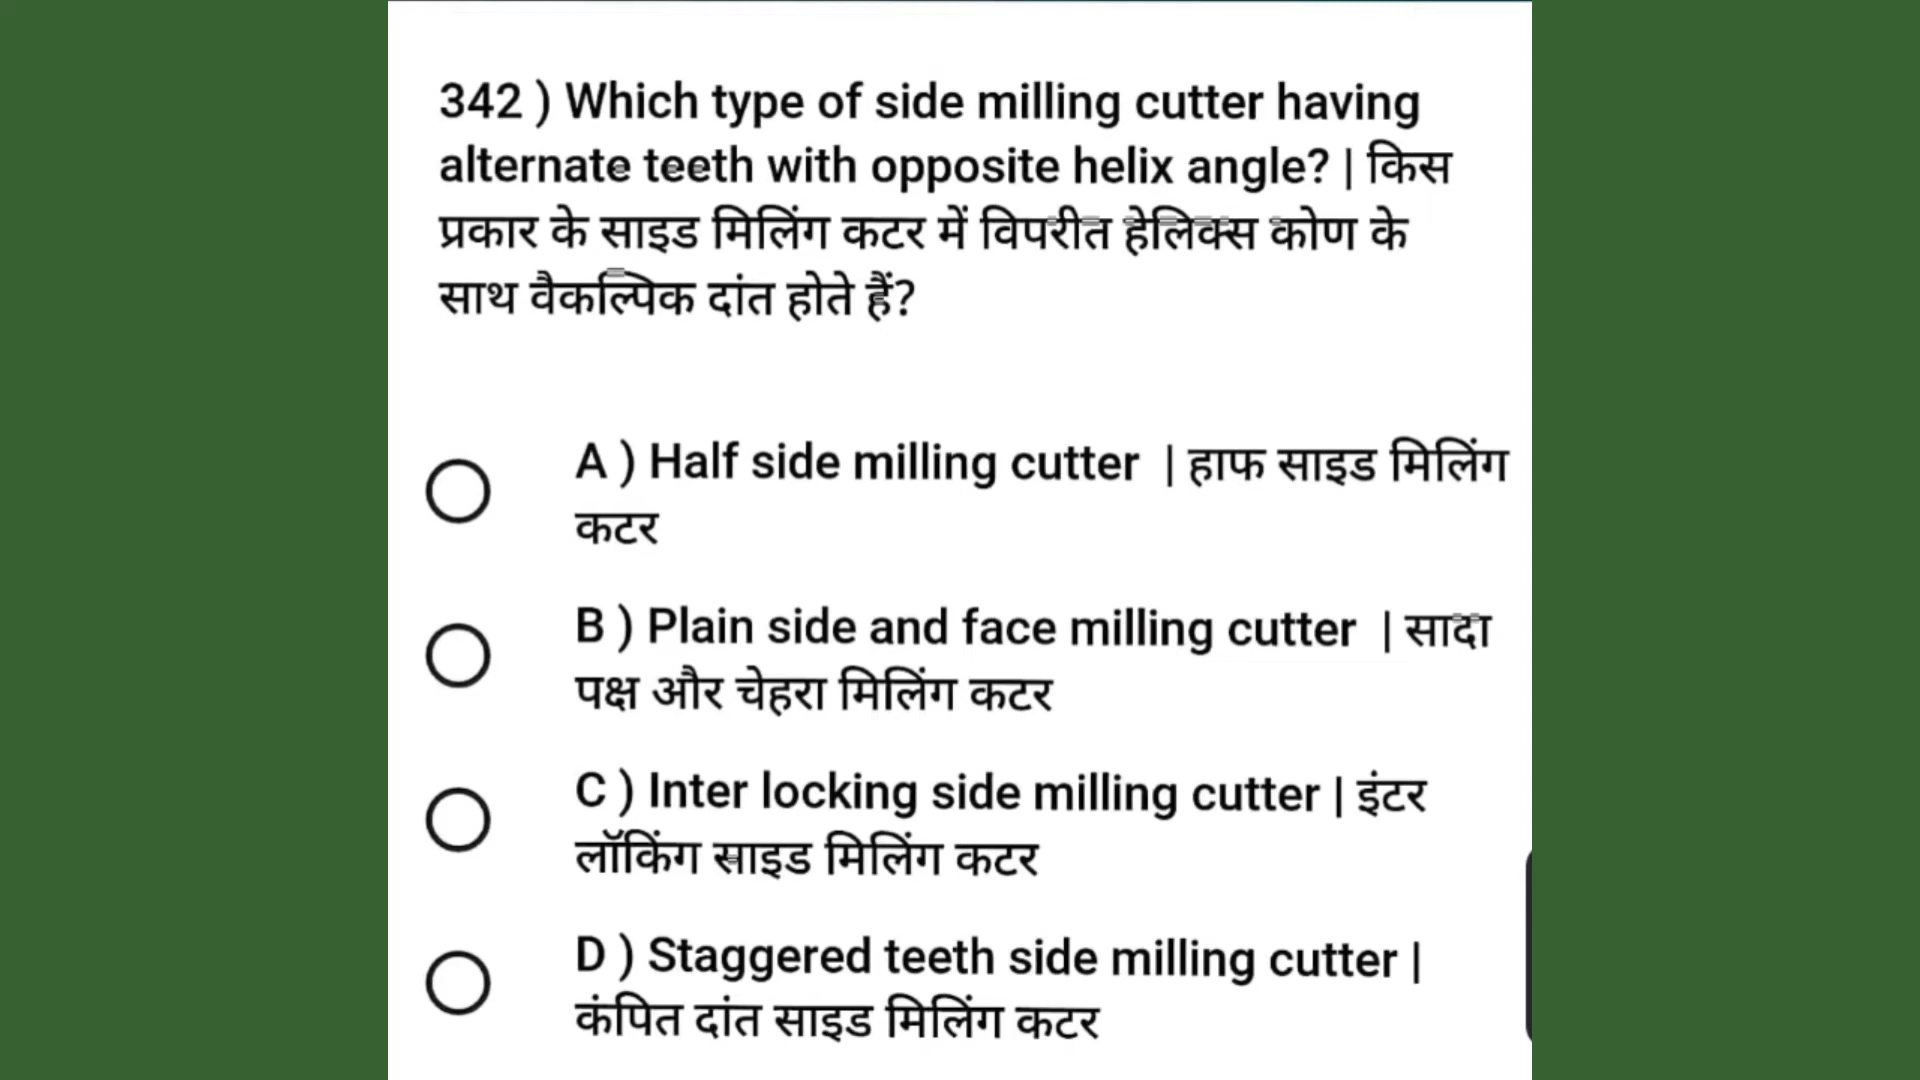 342 ) Which type of side milling cutter having
alternate teeth with opposite helix angle? | किस
प्रकार के साइड मिलिंग कटर में विपरीत हेलिक्स कोण के
साथ वैकल्पिक दांत होते हैं?
A ) Half side milling cutter | हाफ साइड मिलिंग
कटर
B ) Plain side and face milling cutter | सादा
पक्ष और चेहरा मिलिंग कटर
C ) Inter locking side milling cutter | इंटर
लॉकिंग साइड मिलिंग कटर
D ) Staggered teeth side milling cutter |
कंपित दांत साइड मिलिंग कटर